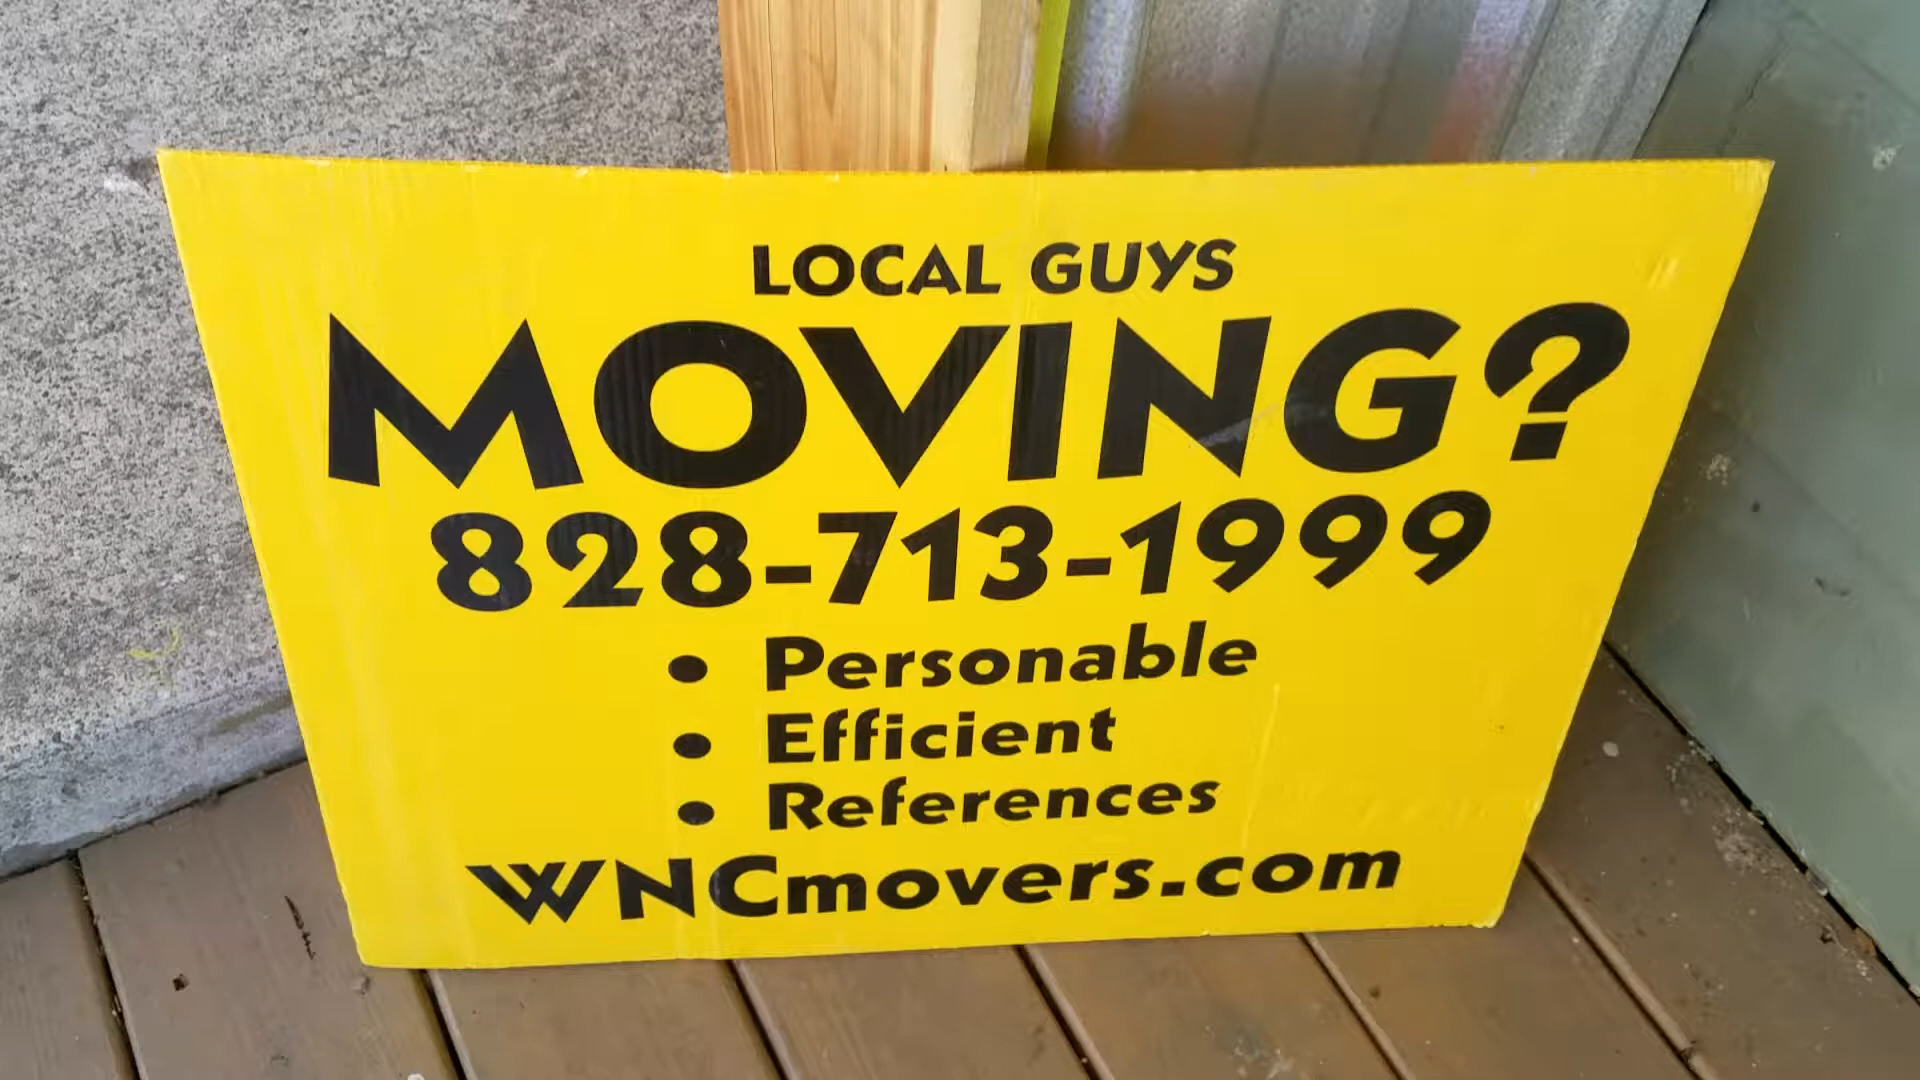 LOCAL GUYS
MOVING?
828-713-1999
• Personable
• Efficient
• References
WNCmovers.com